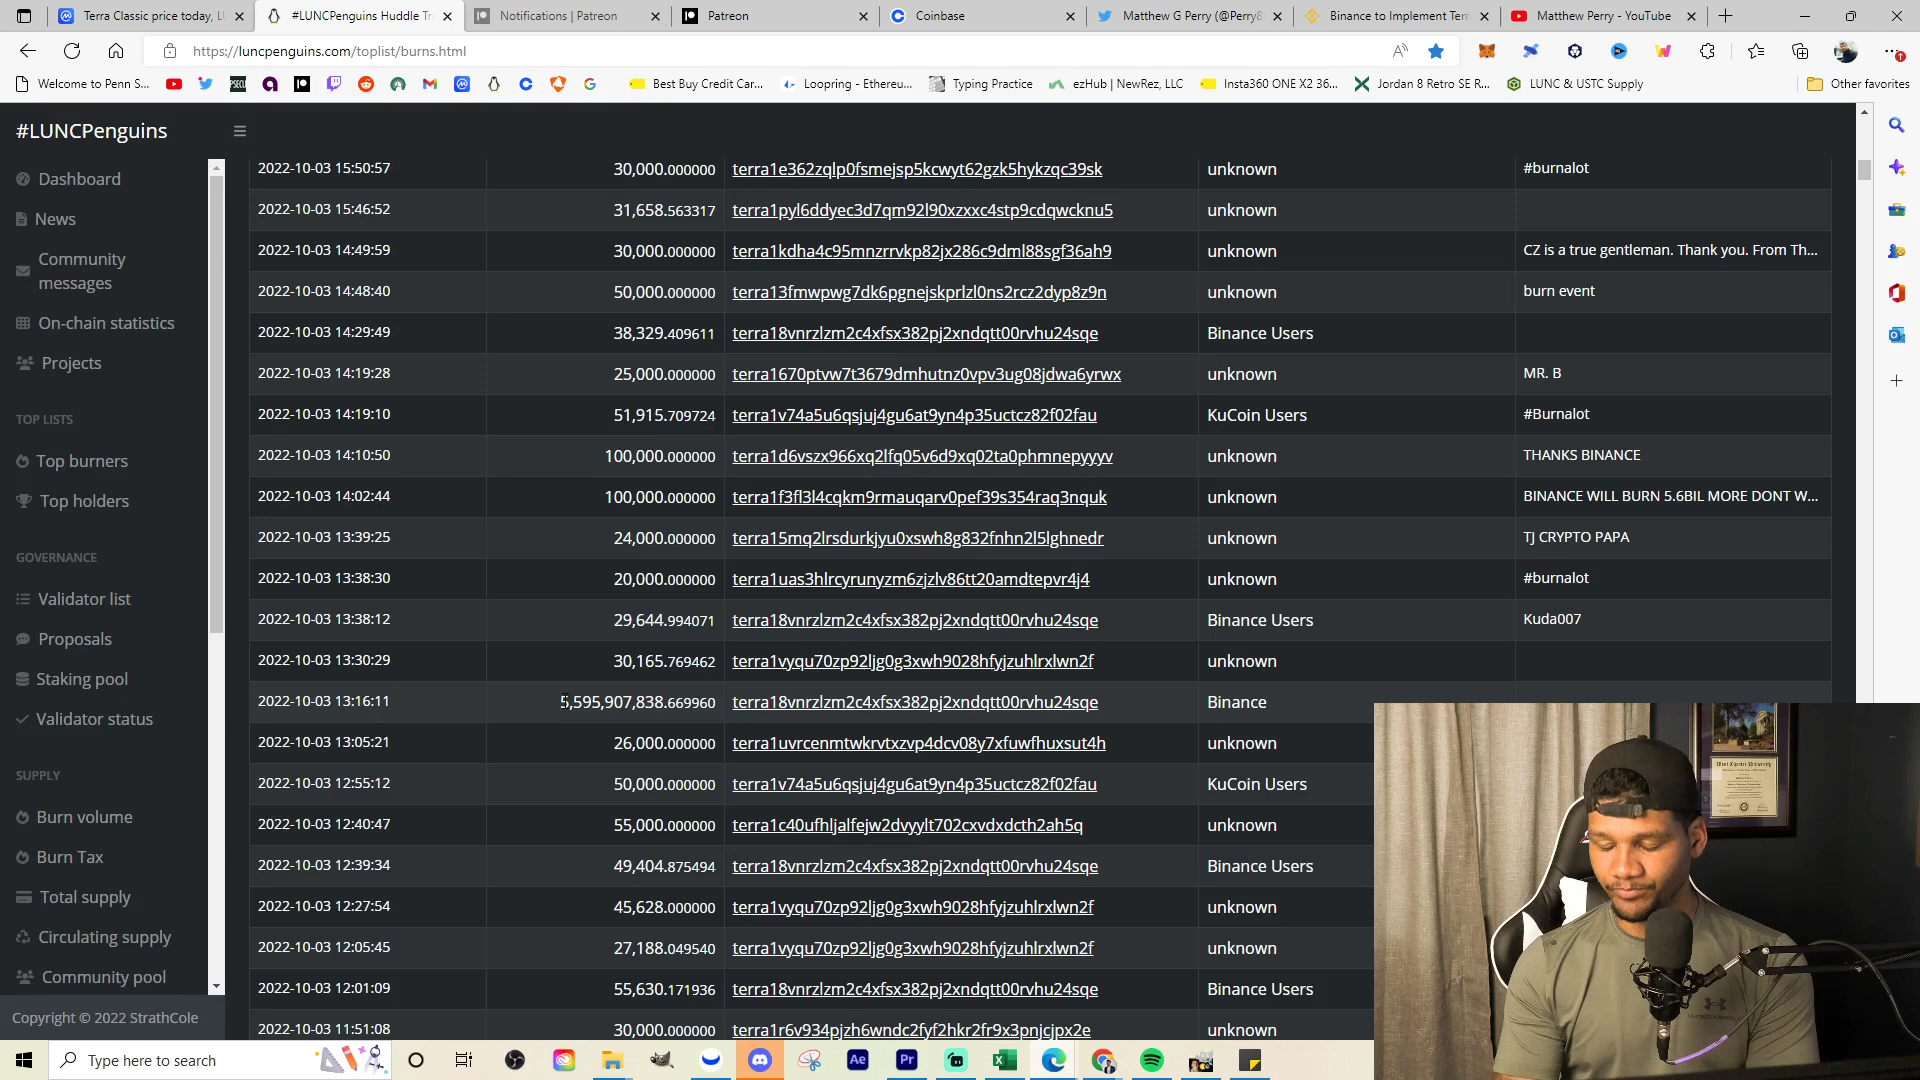 Terra Classic price today, L
#LUNCPenguins Huddle Tr
Notifications | Patreon
Patreon
Coinbase
Matthew G Perry (@Perry8
Binance to Implement Terr
Matthew Perry - YouTube
https://luncpenguins.com/toplist/burns.html
Welcome to Penn S...
Best Buy Credit Car...
Loopring - Ethereu...
Typing Practice
ezHub | NewRez, LLC
Insta360 ONE X2 36...
Jordan 8 Retro SE R...
LUNC & USTC Supply
Other favorites
#LUNCPenguins
Dashboard
News
Community
messages
On-chain statistics
Projects
TOP LISTS
Top burners
Top holders
GOVERNANCE
Validator list
Proposals
Staking pool
Validator status
SUPPLY
Burn volume
Burn Tax
Total supply
Circulating supply
Community pool
Copyright © 2022 StrathCole
2022-10-03 15:50:57 30,000.000000 terra1e362zqlp0fsmejsp5kcwyt62gzk5hykzqc39sk unknown #burnalot
2022-10-03 15:46:52 31,658.563317 terra1pyl6ddyec3d7qm92l90xzxxc4stp9cdqwcknu5 unknown
2022-10-03 14:49:59 30,000.000000 terra1kdha4c95mnzrrvkp82jx286c9dml88sgf36ah9 unknown CZ is a true gentleman. Thank you. From Th...
2022-10-03 14:48:40 50,000.000000 terra13fmwpwg7dk6pgnejskprlzl0ns2rcz2dyp8z9n unknown burn event
2022-10-03 14:29:49 38,329.409611 terra18vnrzlzm2c4xfsx382pj2xndqtt00rvhu24sqe Binance Users
2022-10-03 14:19:28 25,000.000000 terra1670ptvw7t3679dmhutnz0vpv3ug08jdwa6yrwx unknown MR. B
2022-10-03 14:19:10 51,915.709724 terra1v74a5u6qsjuj4gu6at9yn4p35uctcz82f02fau KuCoin Users #Burnalot
2022-10-03 14:10:50 100,000.000000 terra1d6vszx966xq2lfq05v6d9xq02ta0phmnepyyyv unknown THANKS BINANCE
2022-10-03 14:02:44 100,000.000000 terra1f3fl3l4cqkm9rmauqarv0pef39s354raq3nquk unknown BINANCE WILL BURN 5.6BIL MORE DONT W...
2022-10-03 13:39:25 24,000.000000 terra15mq2lrsdurkjyu0xswh8g832fnhn2l5lghnedr unknown TJ CRYPTO PAPA
2022-10-03 13:38:30 20,000.000000 terra1uas3hlrcyrunyzm6zjzlv86tt20amdtepvr4j4 unknown #burnalot
2022-10-03 13:38:12 29,644.994071 terra18vnrzlzm2c4xfsx382pj2xndqtt00rvhu24sqe Binance Users Kuda007
2022-10-03 13:30:29 30,165.769462 terra1vyqu70zp92ljg0g3xwh9028hfyjzuhlrxlwn2f unknown
2022-10-03 13:16:11 5,595,907,838.669960 terra18vnrzlzm2c4xfsx382pj2xndqtt00rvhu24sqe Binance
2022-10-03 13:05:21 26,000.000000 terra1uvrcenmtwkrvtxzvp4dcv08y7xfuwfhuxsut4h unknown
2022-10-03 12:55:12 50,000.000000 terra1v74a5u6qsjuj4gu6at9yn4p35uctcz82f02fau KuCoin Users
2022-10-03 12:40:47 55,000.000000 terra1c40ufhljalfejw2dvyylt702cxvdxdcth2ah5q unknown
2022-10-03 12:39:34 49,404.875494 terra18vnrzlzm2c4xfsx382pj2xndqtt00rvhu24sqe Binance Users
2022-10-03 12:27:54 45,628.000000 terra1vyqu70zp92ljg0g3xwh9028hfyjzuhlrxlwn2f unknown
2022-10-03 12:05:45 27,188.049540 terra1vyqu70zp92ljg0g3xwh9028hfyjzuhlrxlwn2f unknown
2022-10-03 12:01:09 55,630.171936 terra18vnrzlzm2c4xfsx382pj2xndqtt00rvhu24sqe Binance Users
2022-10-03 11:51:08 30,000.000000 terra1r6v934pjzh6wndc2fyf2hkr2fr9x3pnjcjpx2e unknown
Type here to search